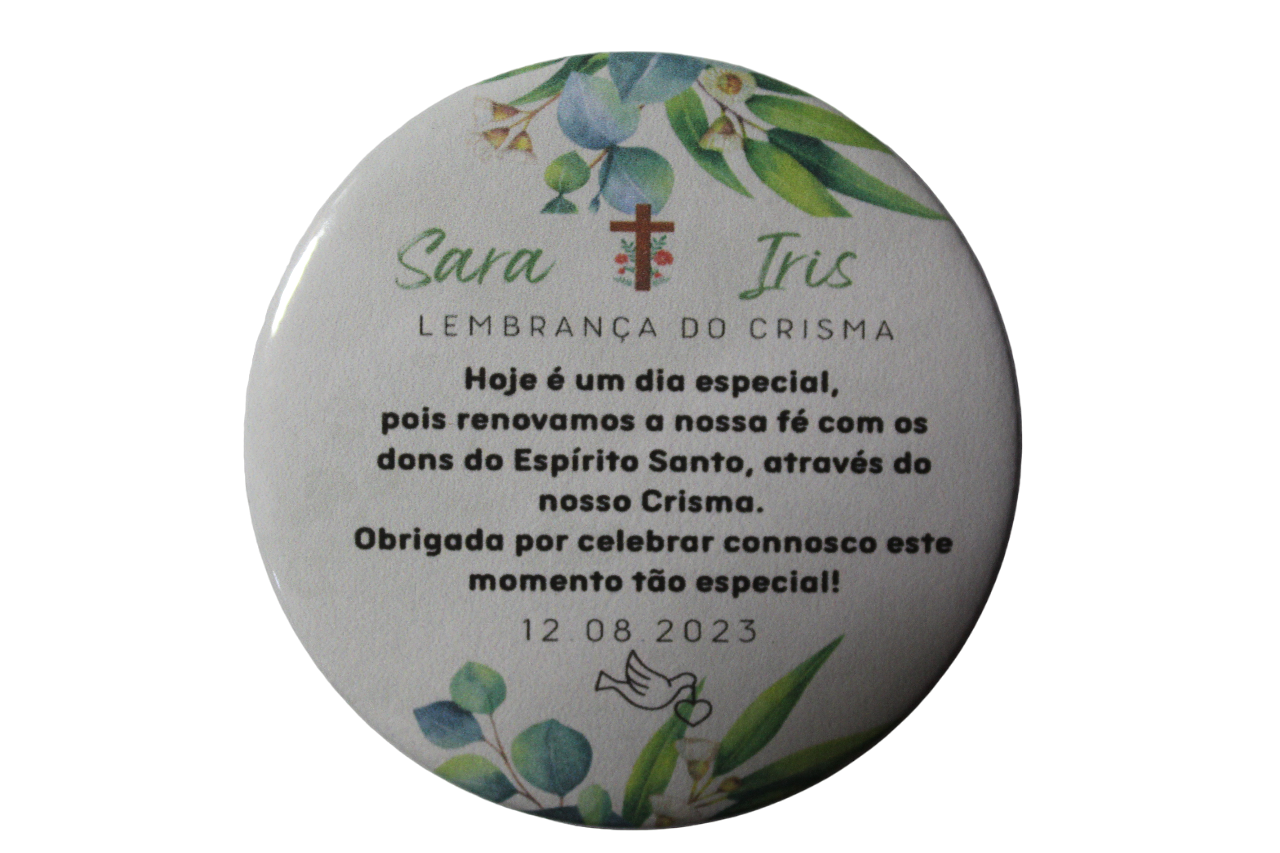 Sara Iris
LEMBRANÇA DO CRISMA
Hoje é um dia especial,
pois renovamos a nossa fé com os
dons do Espírito Santo, através do
nosso Crisma.
Obrigada por celebrar connosco este
momento tão especial!
12.08.2023